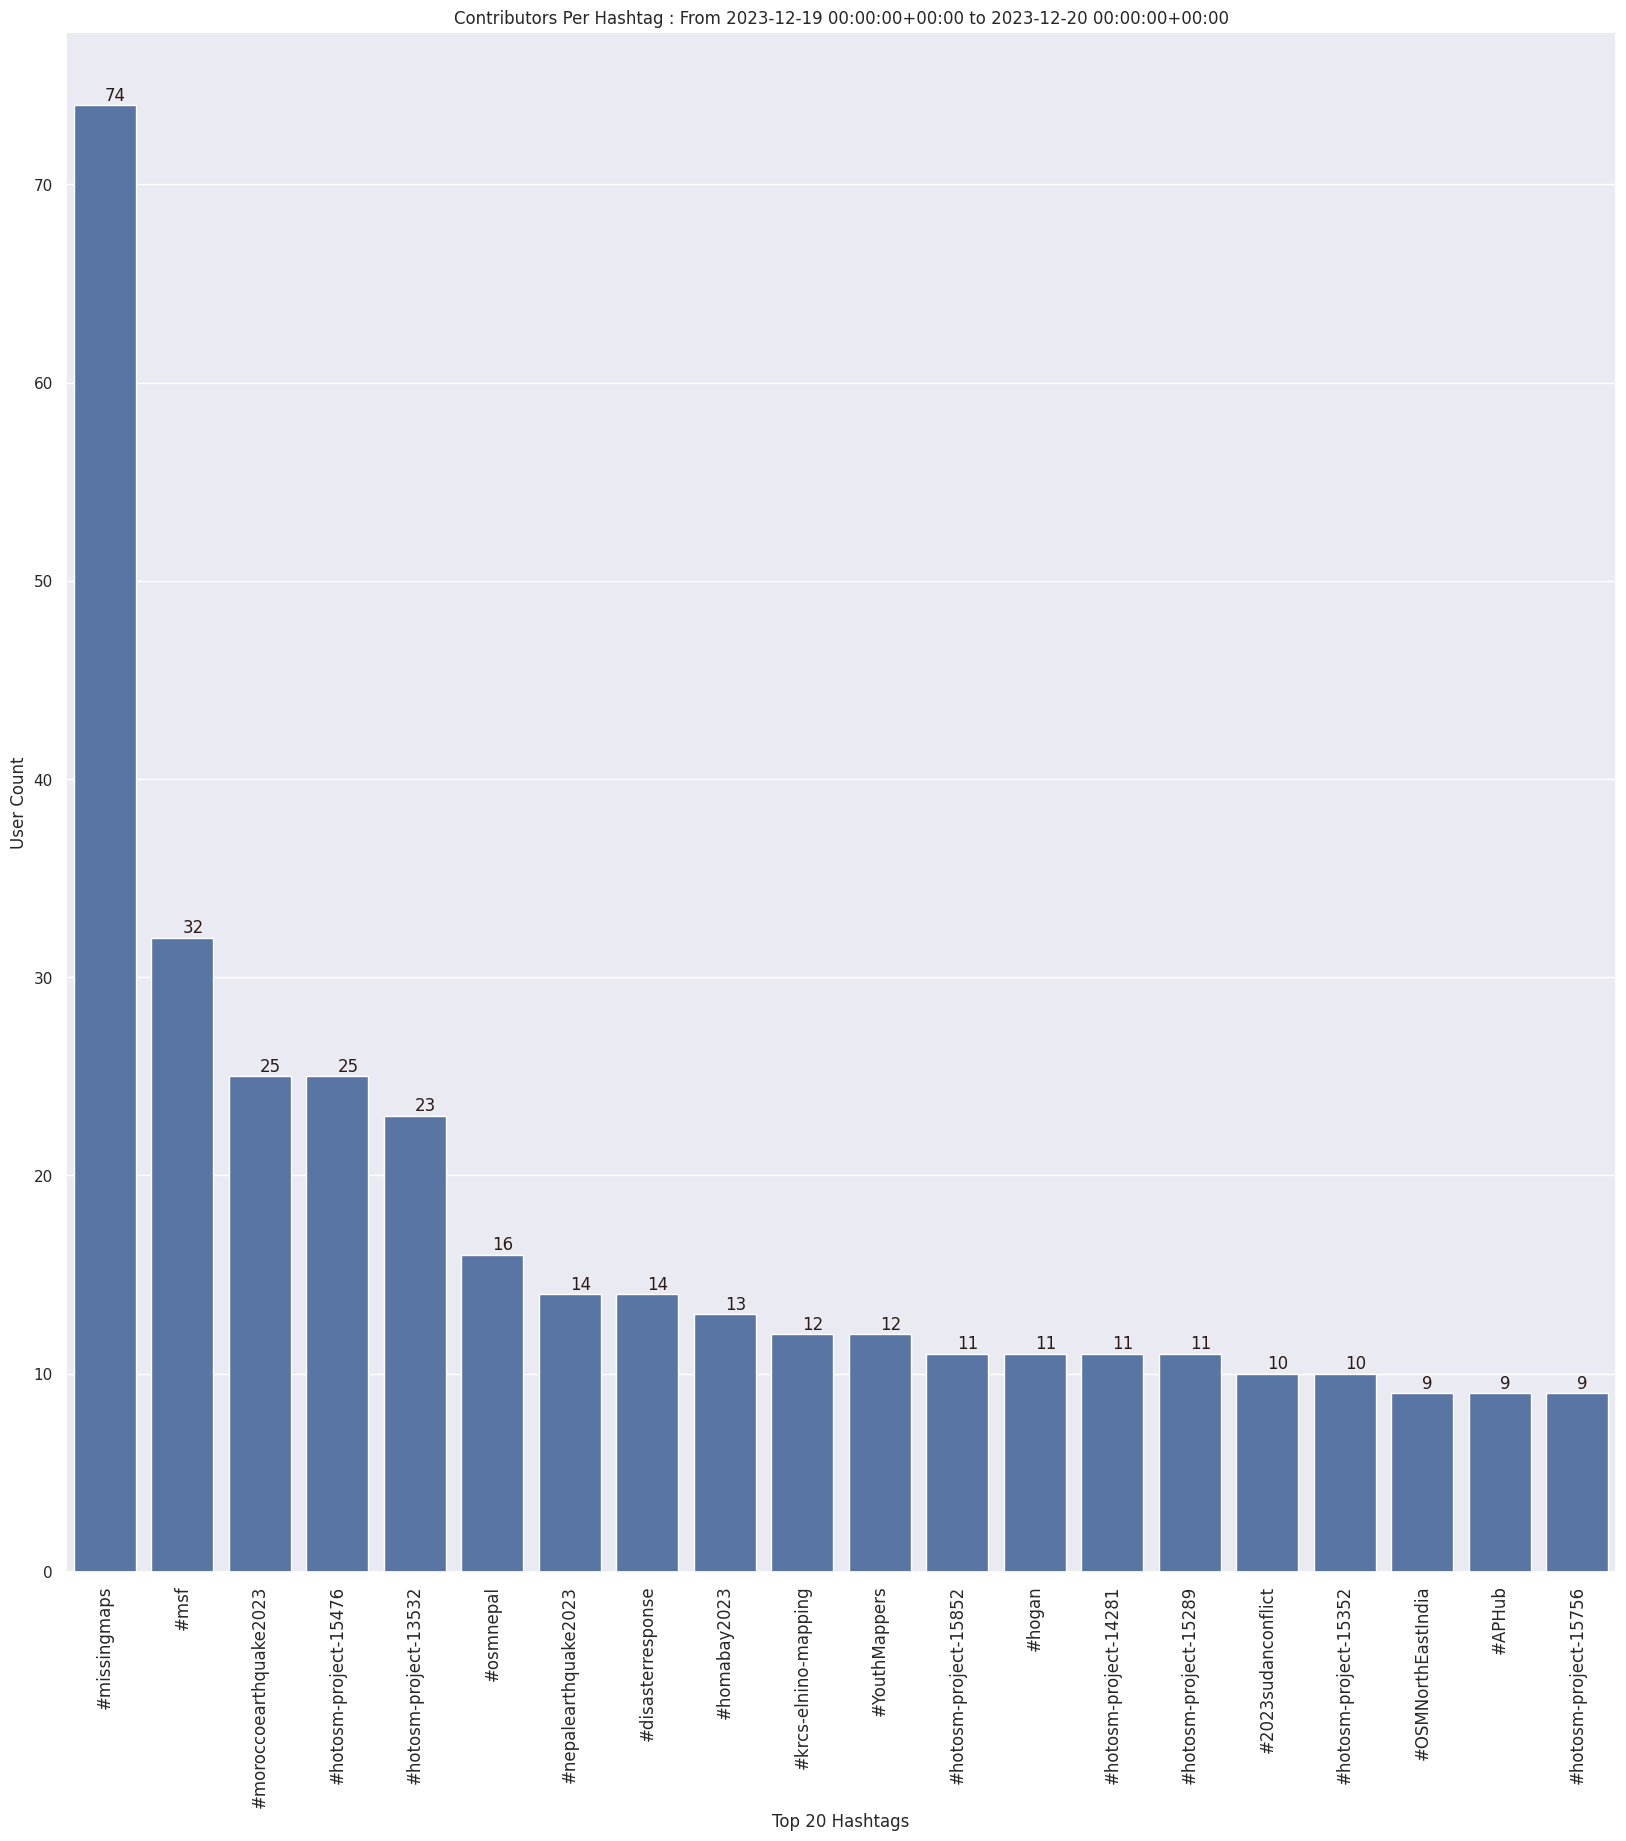 Contributors Per Hashtag : From 2023-12-19 00:00:00+00:00 to 2023-12-20 00:00:00+00:00
User Count
70
60
50
40
30
20
10
0
74
32
25
25
23
16
14
14
13
12
12
11
11
11
11
10
10
9
9
9
#missingmaps
#msf
#moroccoearthquake2023
#hotosm-project-15476
#hotosm-project-13532
#osmnepal
#nepalearthquake2023
#disasterresponse
#homabay2023
#krcs-elnino-mapping
#YouthMappers
#hotosm-project-15852
#hogan
#hotosm-project-14281
#hotosm-project-15289
#2023sudanconflict
#hotosm-project-15352
#OSMNorthEastIndia
#APHub
#hotosm-project-15756
Top 20 Hashtags